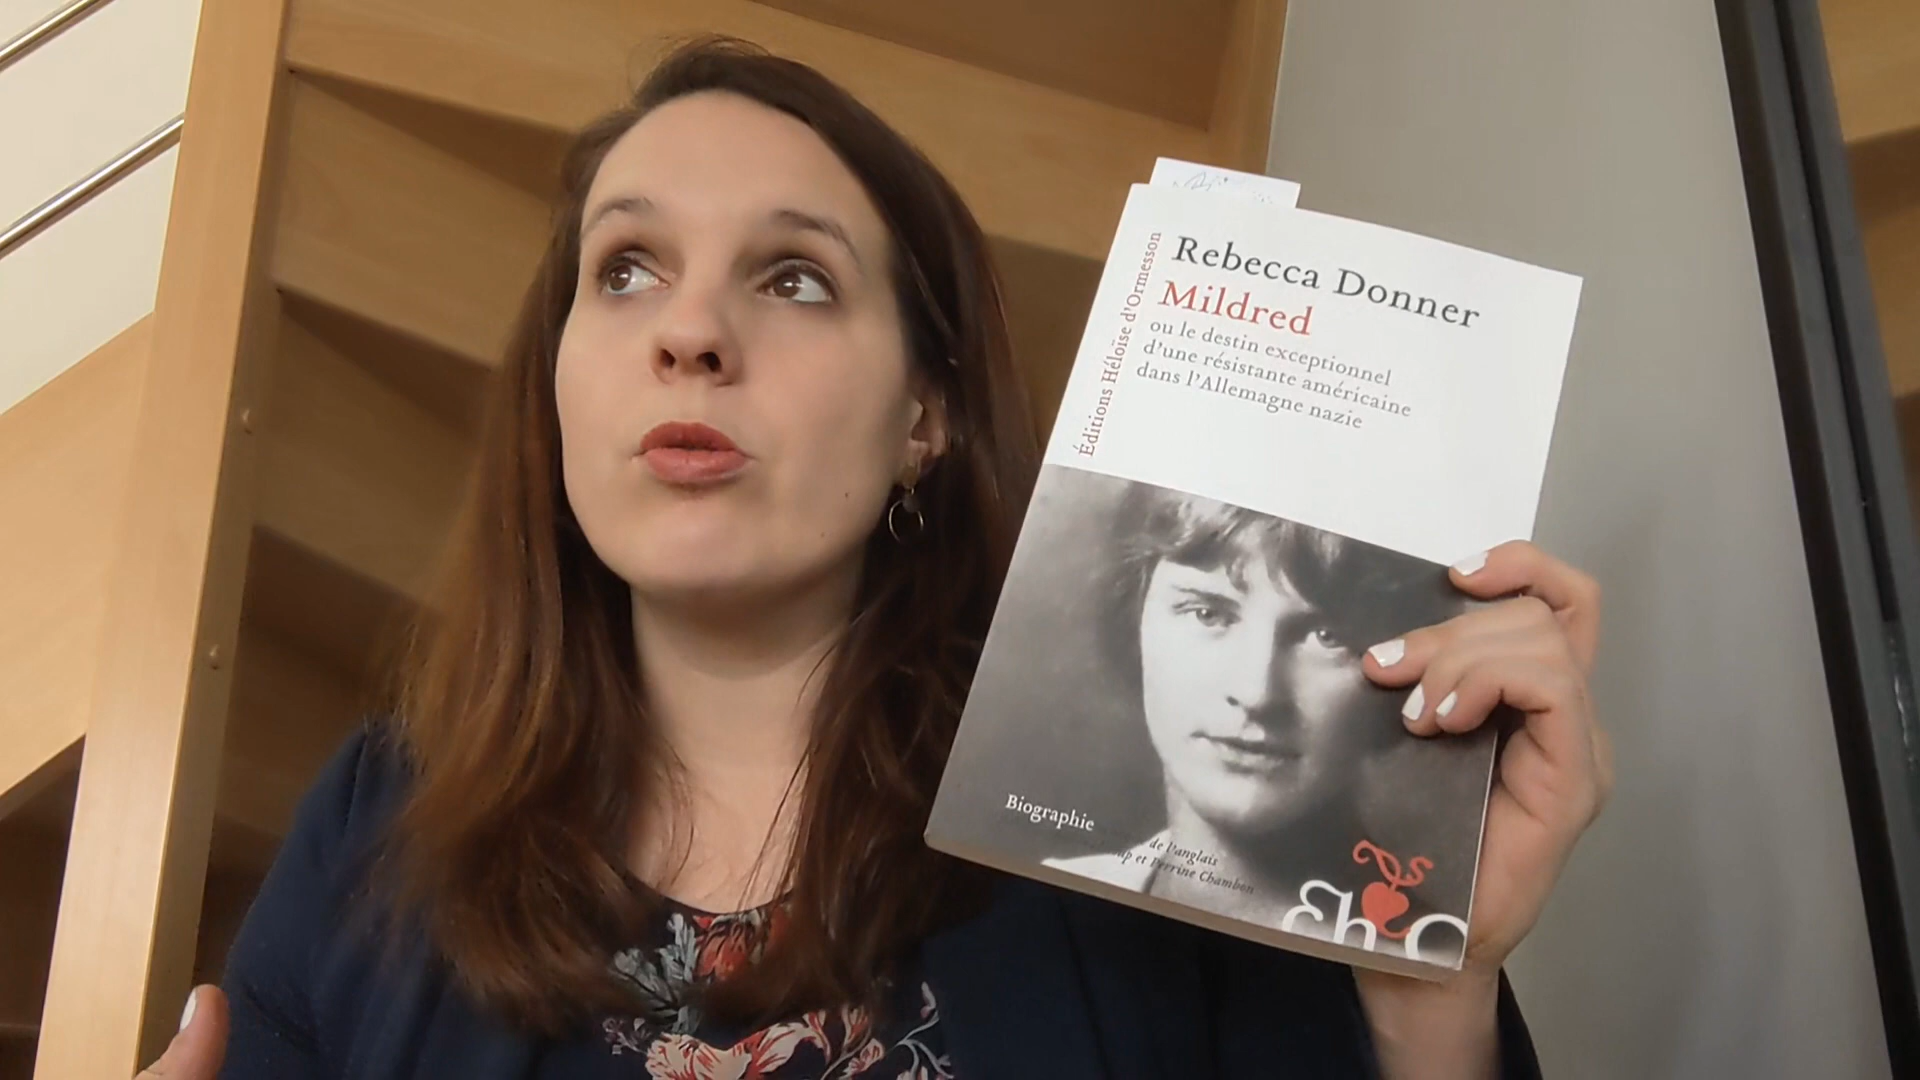 Rebecca Donner
Mildred
ou le destin exceptionnel
d'une résistante américaine
dans l'Allemagne nazie
Éditions Héloïse d'Ormesson
Biographie
de l'anglais
et Perrine Chambon